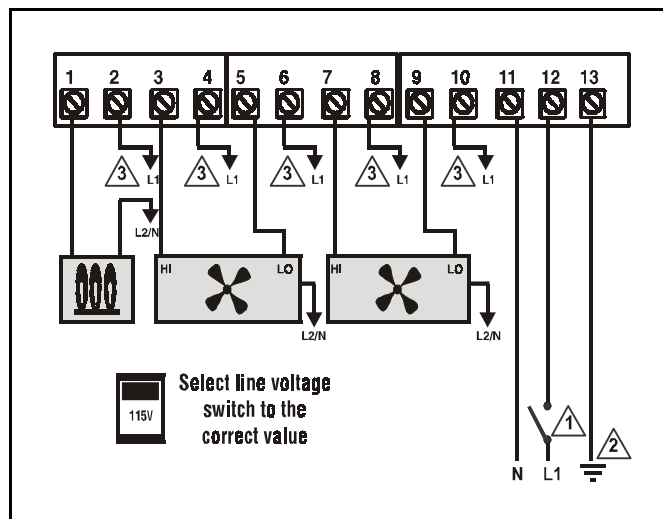 1 2 3 4 5 6 7 8 9 10 11 12 13
3 L1 3 L1 3 L1 3 L1 3 L1
L2/N
HI LO HI LO
L2/N L2/N
115V
Select line voltage
switch to the
correct value
1
2
N L1